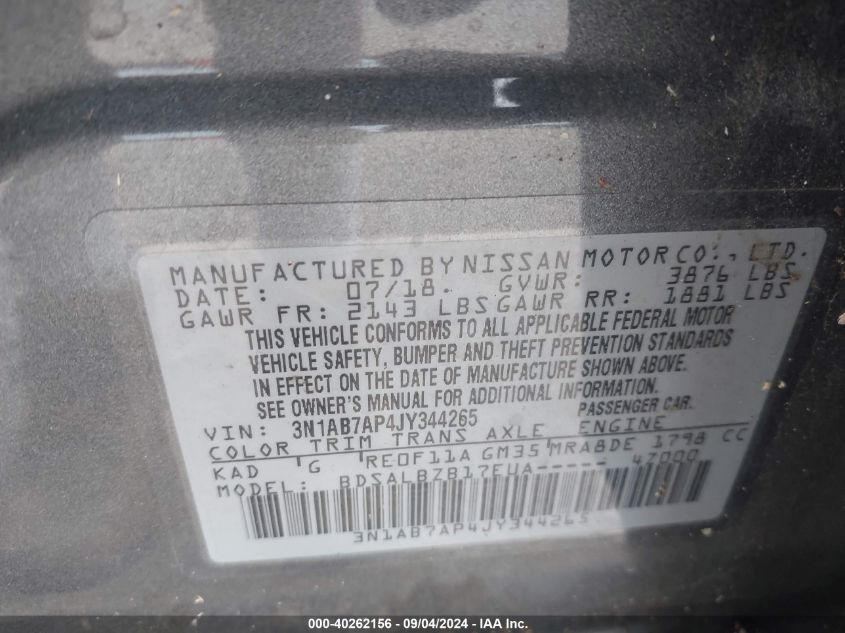 MANUFACTURED BY NISSAN MOTOR CO., LTD.
DATE: 07/18 GVWR: 3876 LBS
GAWR FR: 2143 LBS GAWR RR: 1881 LBS
THIS VEHICLE CONFORMS TO ALL APPLICABLE FEDERAL MOTOR
VEHICLE SAFETY, BUMPER AND THEFT PREVENTION STANDARDS
IN EFFECT ON THE DATE OF MANUFACTURE SHOWN ABOVE.
SEE OWNER'S MANUAL FOR ADDITIONAL INFORMATION.
VIN: 3N1AB7AP4JY344265 PASSENGER CAR.
COLOR TRIM TRANS AXLE ENGINE
KAD G RE0F11A GM35 MRA8DE 1798 CC
MODEL: BDSALBZB17EUA----- 47000
3N1AB7AP4JY344265
000-40262156 - 09/04/2024 - IAA Inc.